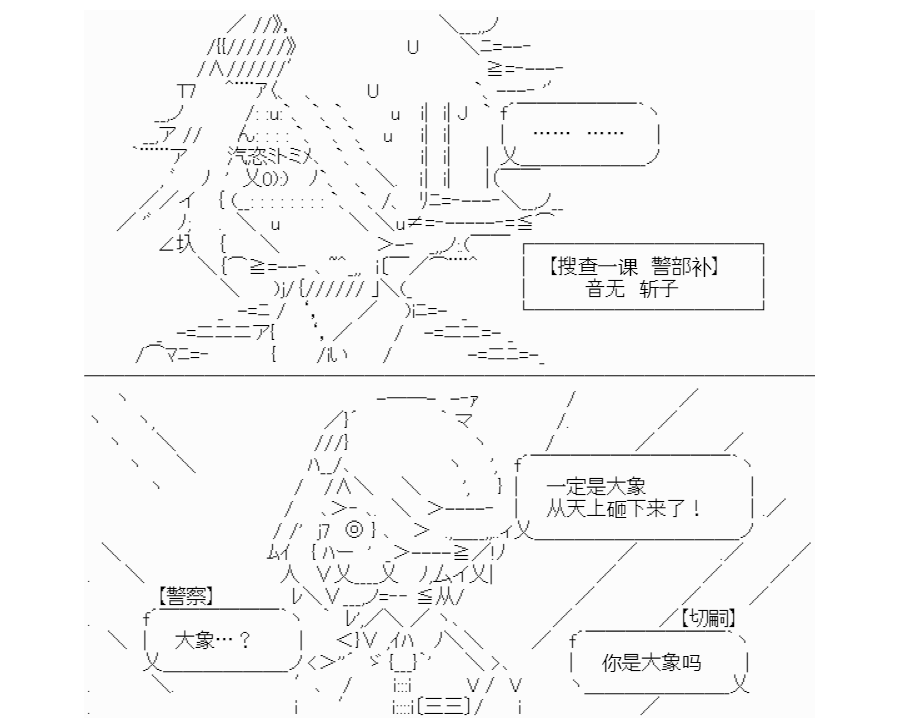 …… ……
【搜查一课 警部补】
音无 斩子
一定是大象
从天上砸下来了！
【警察】
大象…？
【切嗣】
你是大象吗